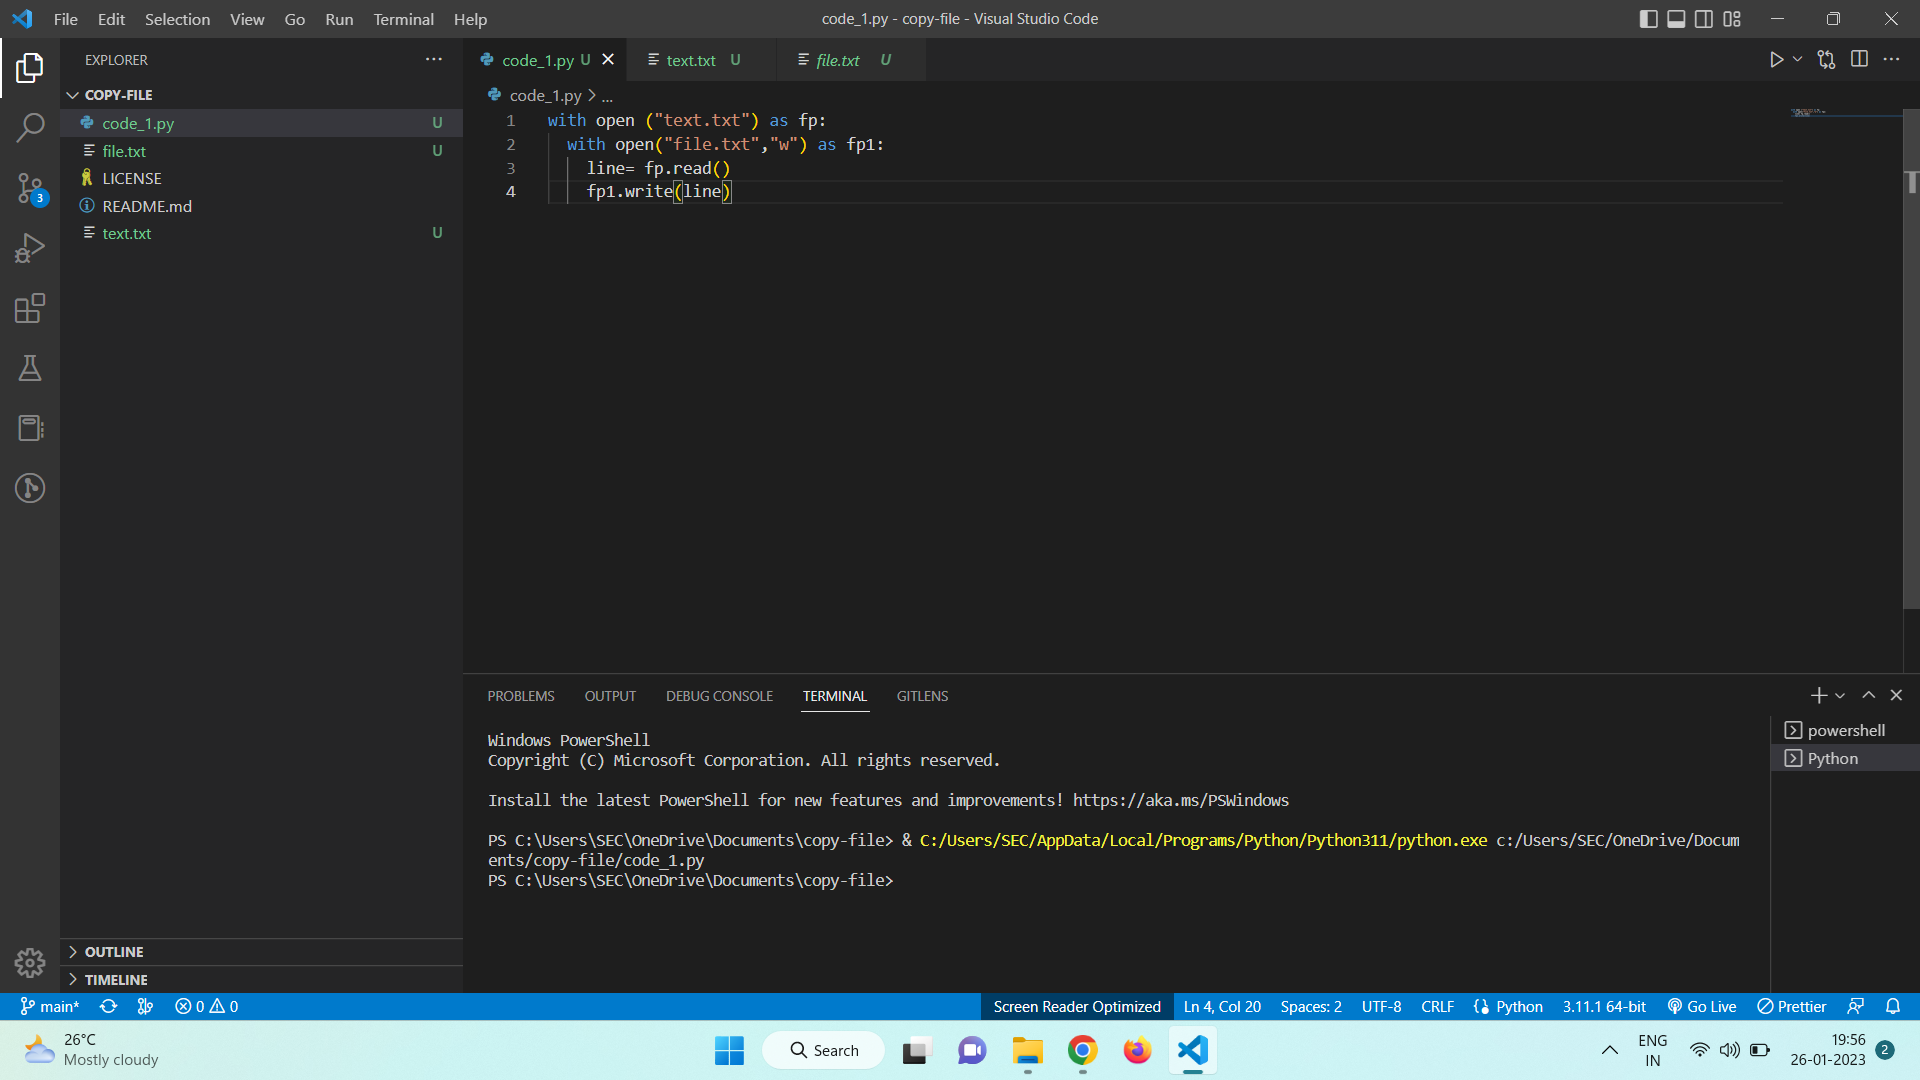 File Edit Selection View Go Run Terminal Help
code_1.py - copy-file - Visual Studio Code
EXPLORER
COPY-FILE
code_1.py U
file.txt U
LICENSE
README.md
text.txt U
3
OUTLINE
TIMELINE
code_1.py U
text.txt U
file.txt U
code_1.py > ...
1 with open ("text.txt") as fp:
2 with open("file.txt","w") as fp1:
3 line= fp.read()
4 fp1.write(line)
PROBLEMS OUTPUT DEBUG CONSOLE TERMINAL GITLENS
Windows PowerShell
Copyright (C) Microsoft Corporation. All rights reserved.
Install the latest PowerShell for new features and improvements! https://aka.ms/PSWindows
PS C:\Users\SEC\OneDrive\Documents\copy-file> & C:/Users/SEC/AppData/Local/Programs/Python/Python311/python.exe c:/Users/SEC/OneDrive/Docum
ents/copy-file/code_1.py
PS C:\Users\SEC\OneDrive\Documents\copy-file>
powershell
Python
main* 0 0 Screen Reader Optimized Ln 4, Col 20 Spaces: 2 UTF-8 CRLF Python 3.11.1 64-bit Go Live Prettier
26°C
Mostly cloudy
Search
ENG
IN
19:56
26-01-2023
2